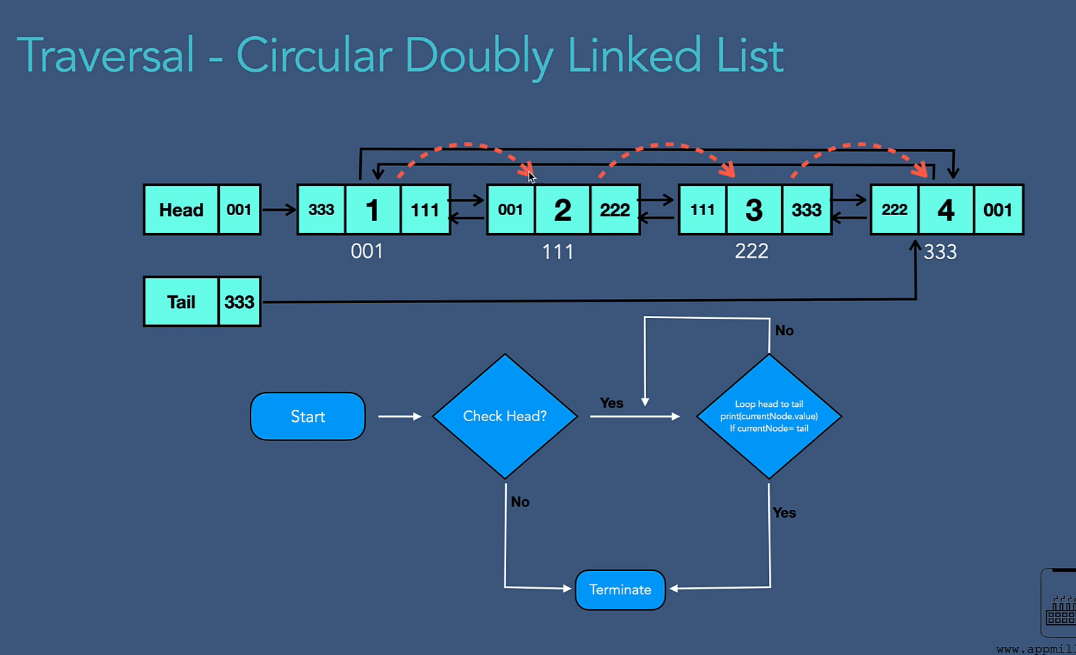 Traversal - Circular Doubly Linked List
Head 001
333 1 111
001 2 222
111 3 333
222 4 001
001
111
222
333
Tail 333
No
Start
Check Head?
Yes
Loop head to tail
print(currentNode.value)
If currentNode= tail
No
Yes
Terminate